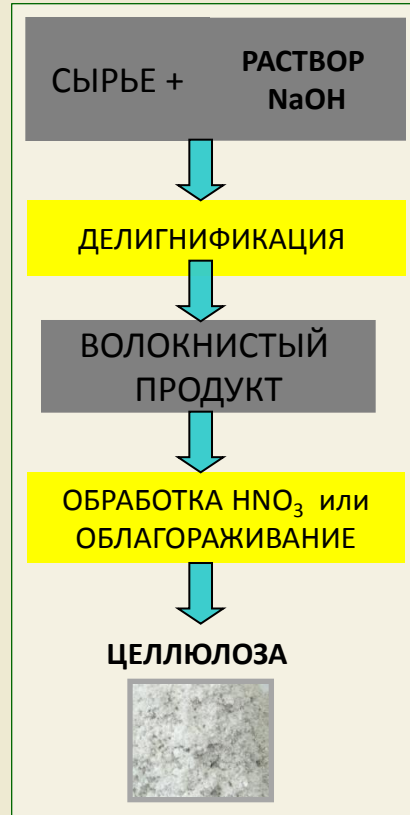 СЫРЬЕ + РАСТВОР NaOH
ДЕЛИГНИФИКАЦИЯ
ВОЛОКНИСТЫЙ
ПРОДУКТ
ОБРАБОТКА HNO₃ или
ОБЛАГОРАЖИВАНИЕ
ЦЕЛЛЮЛОЗА